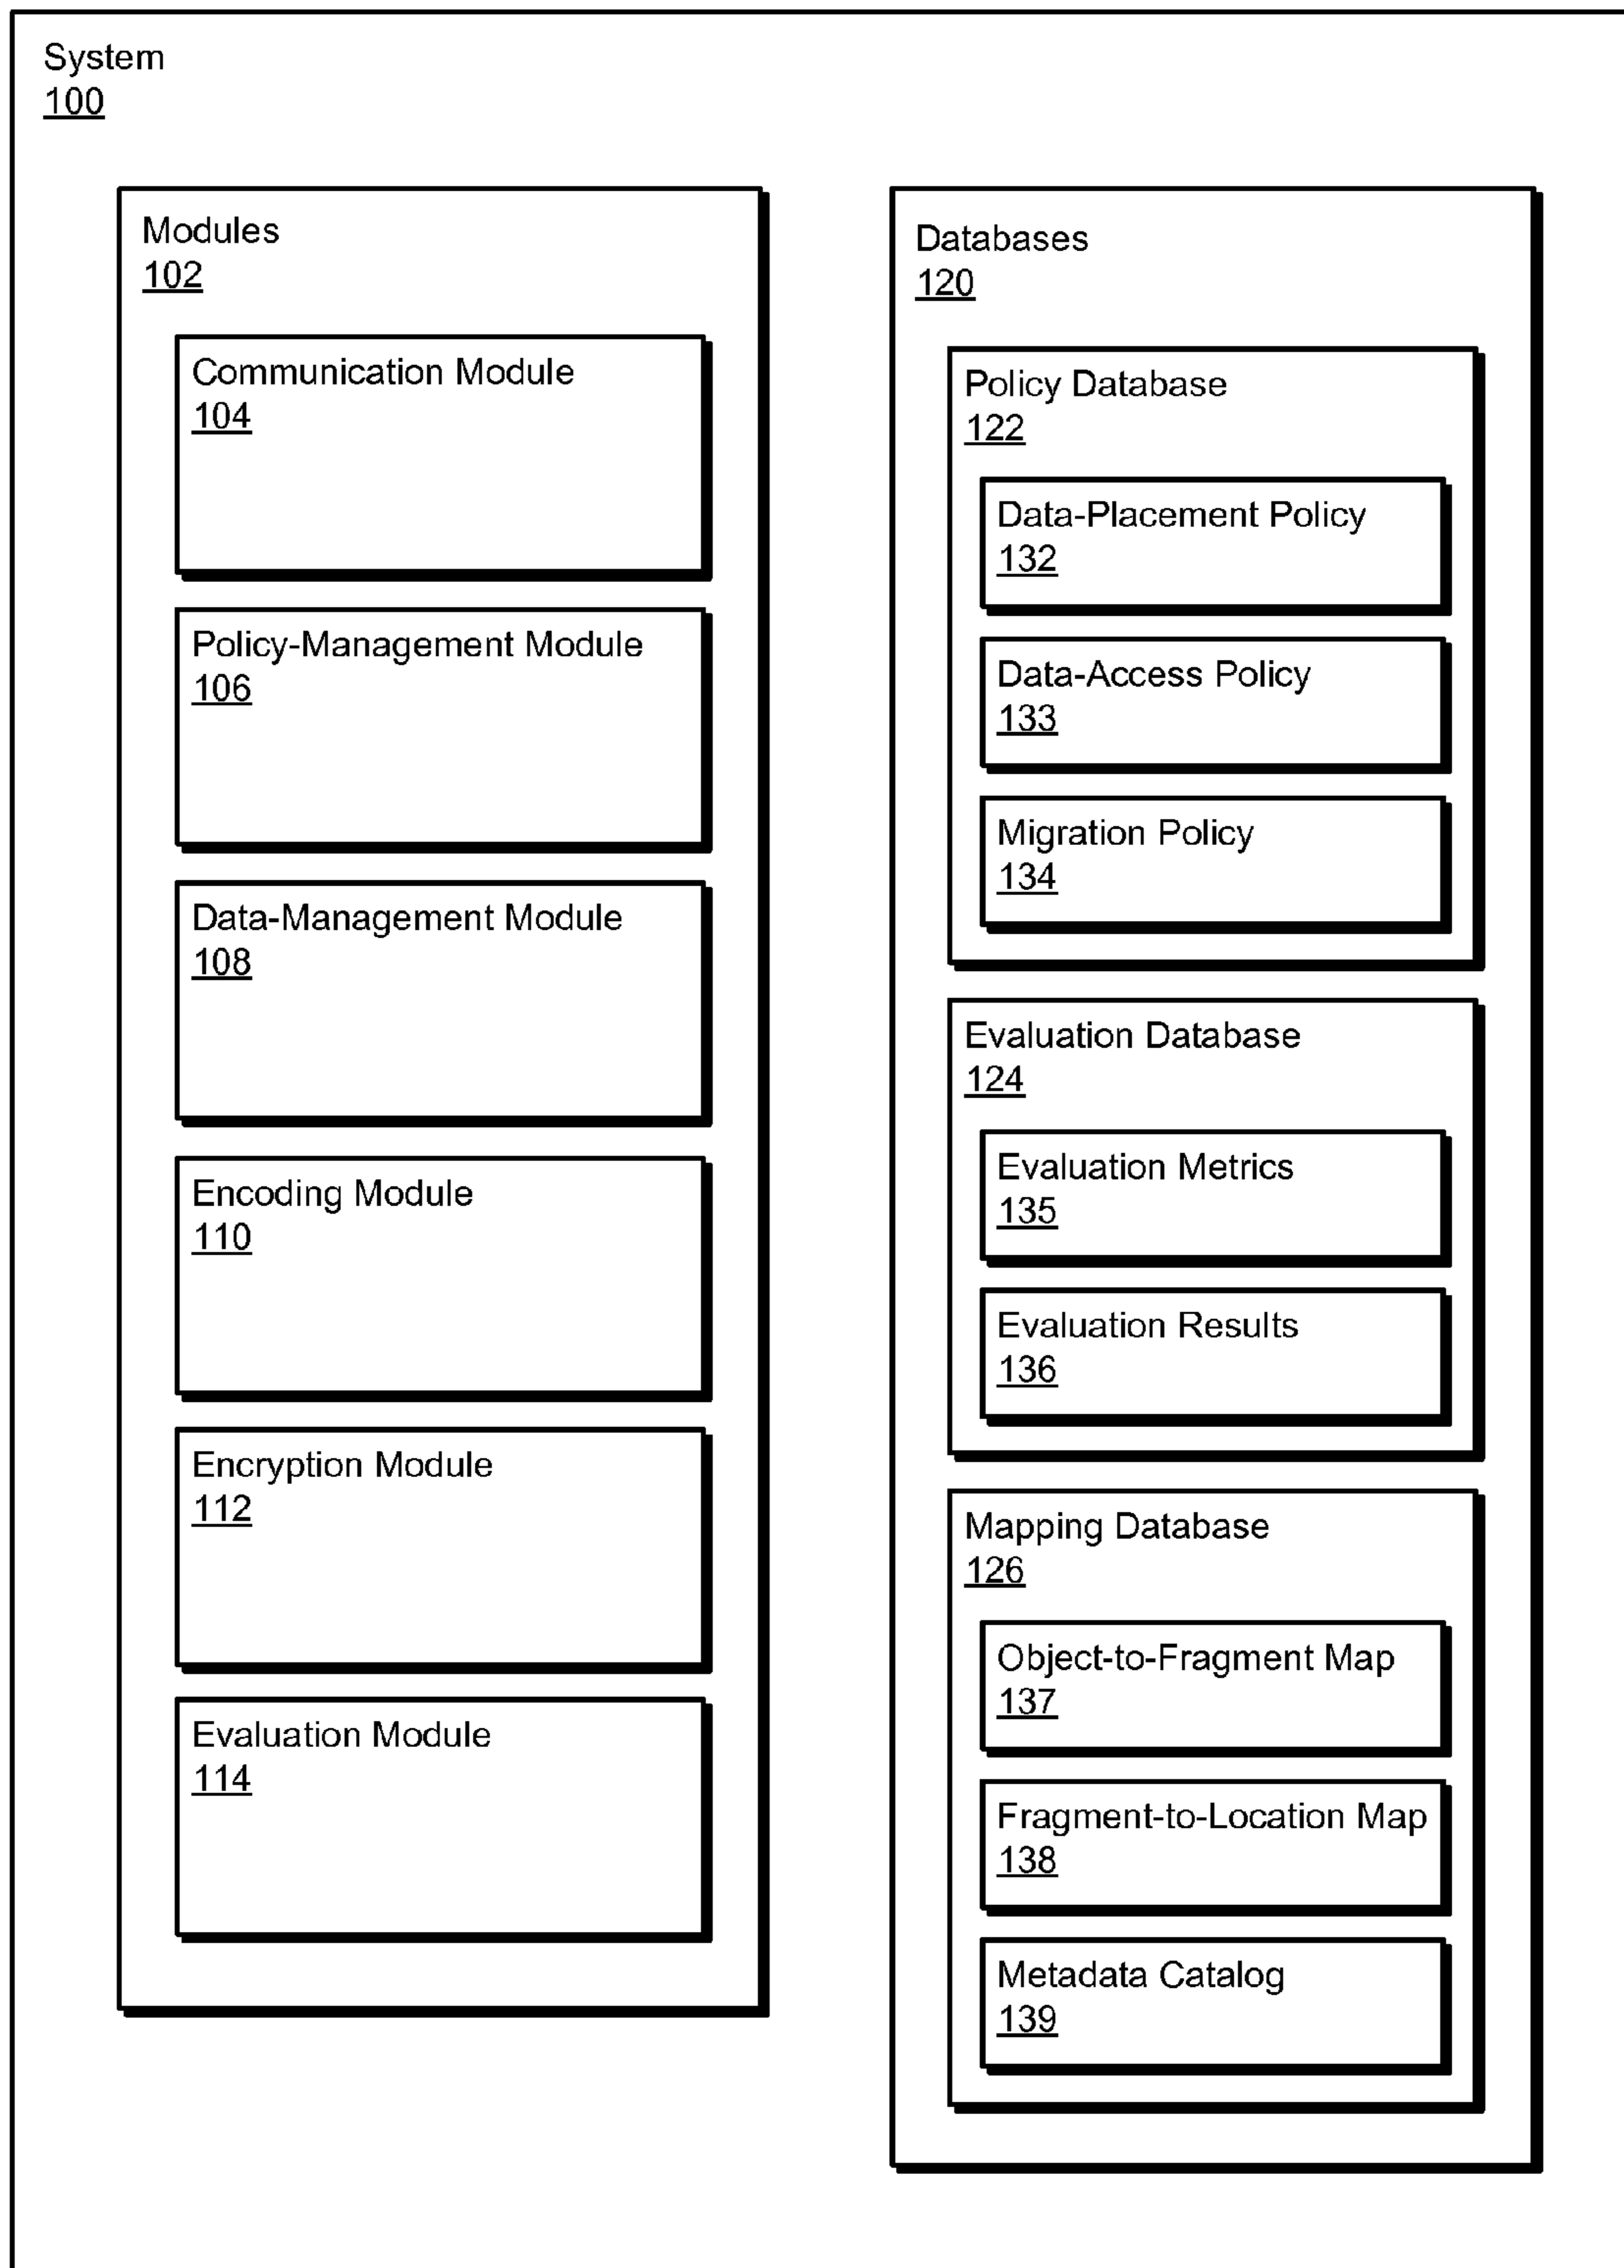 System
100
Modules
102
Communication Module
104
Policy-Management Module
106
Data-Management Module
108
Encoding Module
110
Encryption Module
112
Evaluation Module
114
Databases
120
Policy Database
122
Data-Placement Policy
132
Data-Access Policy
133
Migration Policy
134
Evaluation Database
124
Evaluation Metrics
135
Evaluation Results
136
Mapping Database
126
Object-to-Fragment Map
137
Fragment-to-Location Map
138
Metadata Catalog
139